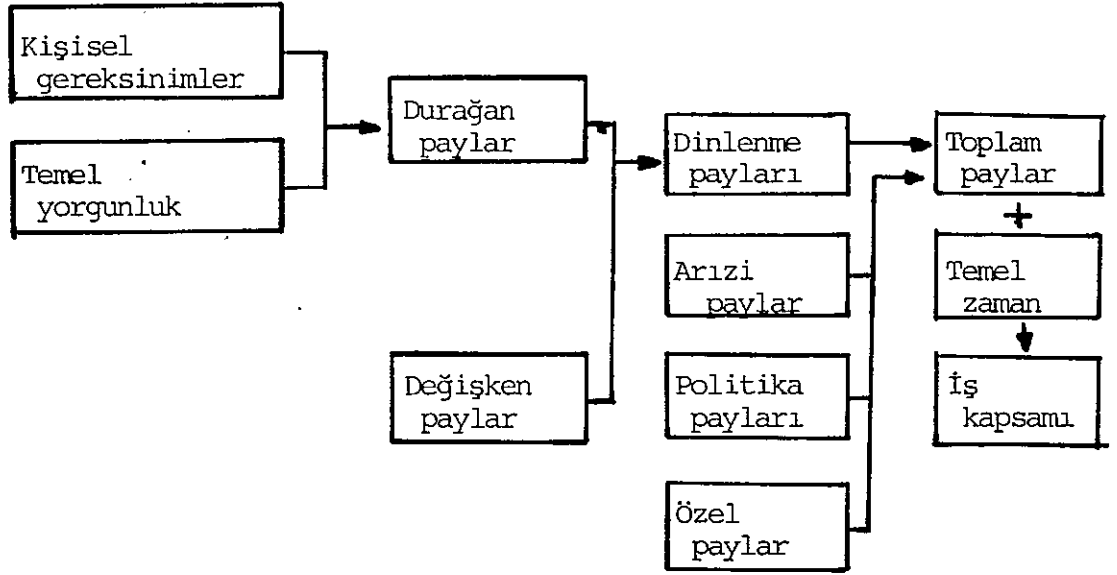 Kişisel
gereksinimler
Temel
yorgunluk
Durağan
paylar
Değişken
paylar
Dinlenme
payları
Arızi
paylar
Politika
payları
Özel
paylar
Toplam
paylar
+
Temel
zaman
İş
kapsamı